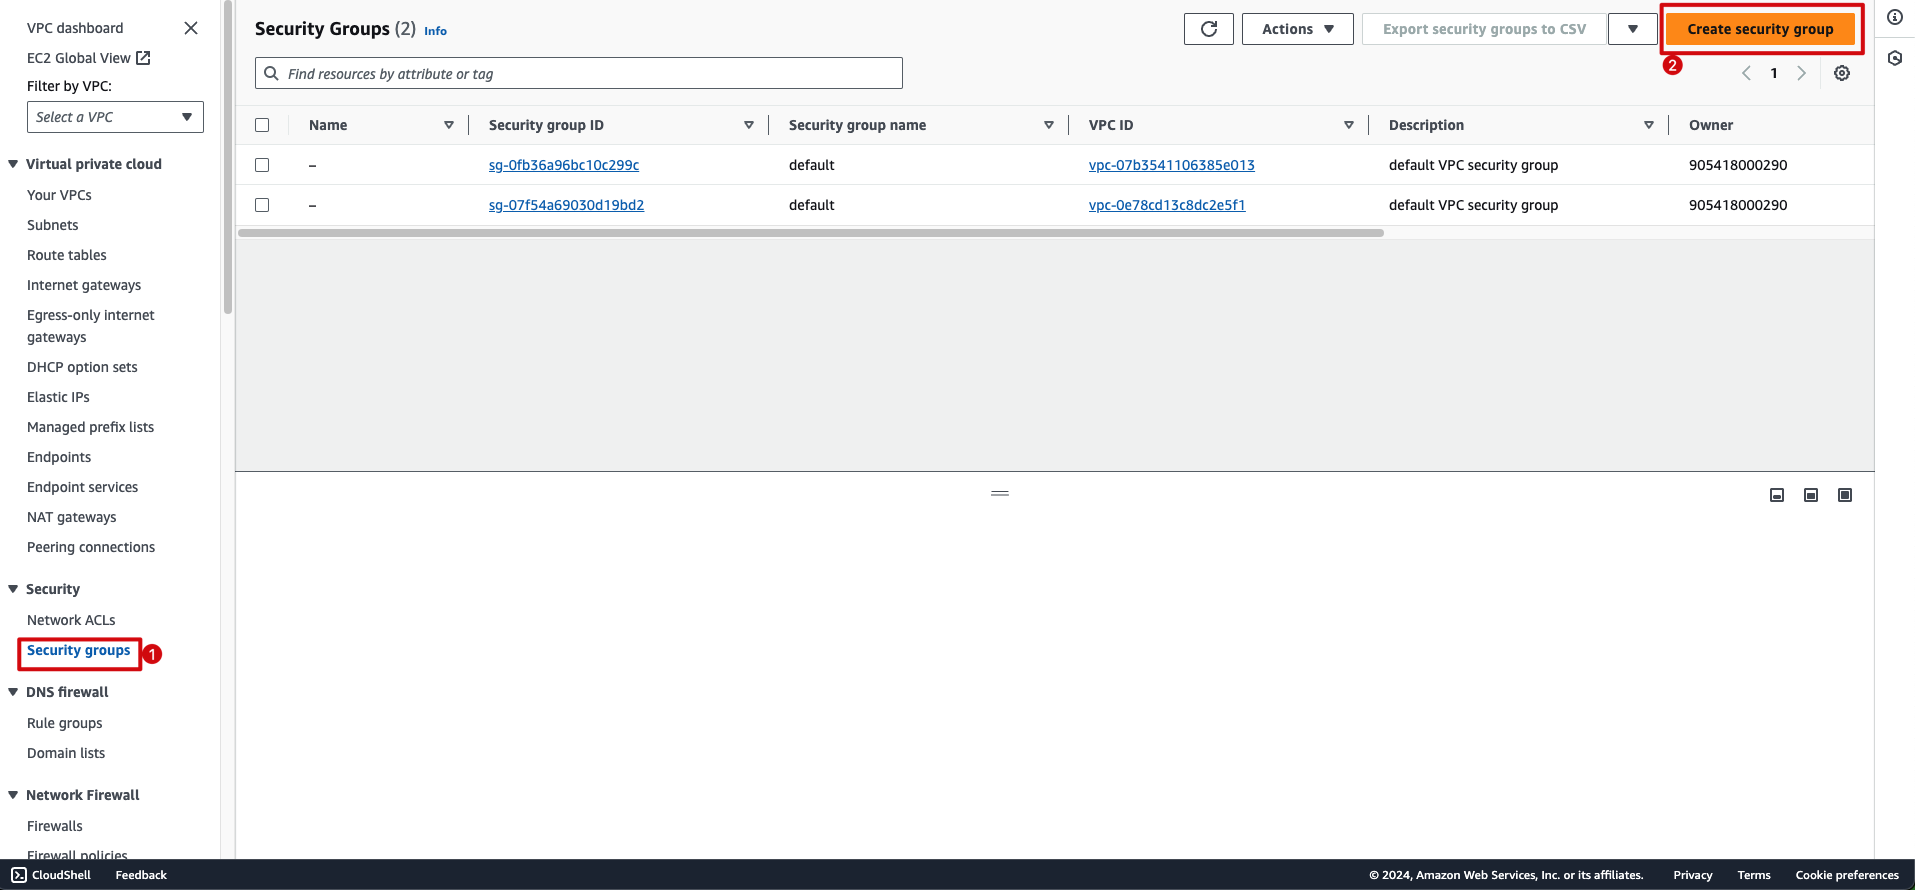 VPC dashboard
EC2 Global View
Filter by VPC:
Select a VPC
Virtual private cloud
Your VPCs
Subnets
Route tables
Internet gateways
Egress-only internet
gateways
DHCP option sets
Elastic IPs
Managed prefix lists
Endpoints
Endpoint services
NAT gateways
Peering connections
Security
Network ACLs
Security groups 1
DNS firewall
Rule groups
Domain lists
Network Firewall
Firewalls
Firewall policies
Security Groups (2) Info
Actions
Export security groups to CSV
Create security group
2
Find resources by attribute or tag
1
Name Security group ID Security group name VPC ID Description Owner
– sg-0fb36a96bc10c299c default vpc-07b3541106385e013 default VPC security group 905418000290
– sg-07f54a69030d19bd2 default vpc-0e78cd13c8dc2e5f1 default VPC security group 905418000290
CloudShell Feedback © 2024, Amazon Web Services, Inc. or its affiliates. Privacy Terms Cookie preferences